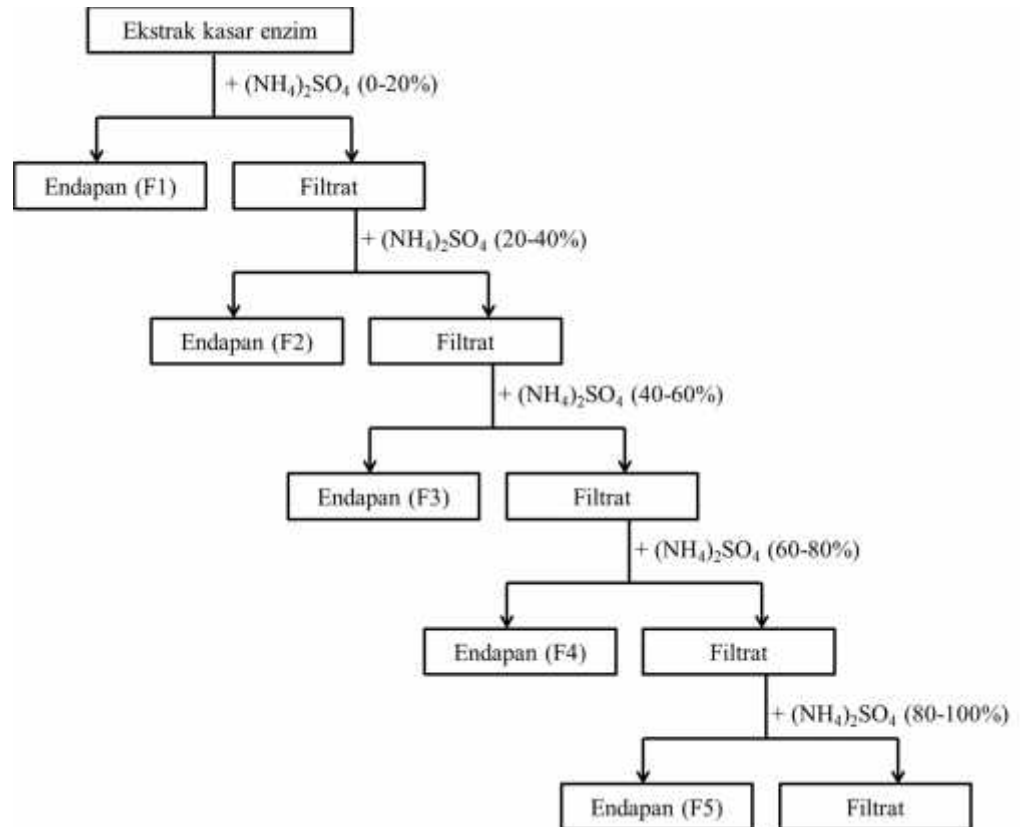 Ekstrak kasar enzim
+ (NH₄)₂SO₄ (0-20%)
Endapan (F1)
Filtrat
+ (NH₄)₂SO₄ (20-40%)
Endapan (F2)
Filtrat
+ (NH₄)₂SO₄ (40-60%)
Endapan (F3)
Filtrat
+ (NH₄)₂SO₄ (60-80%)
Endapan (F4)
Filtrat
+ (NH₄)₂SO₄ (80-100%)
Endapan (F5)
Filtrat